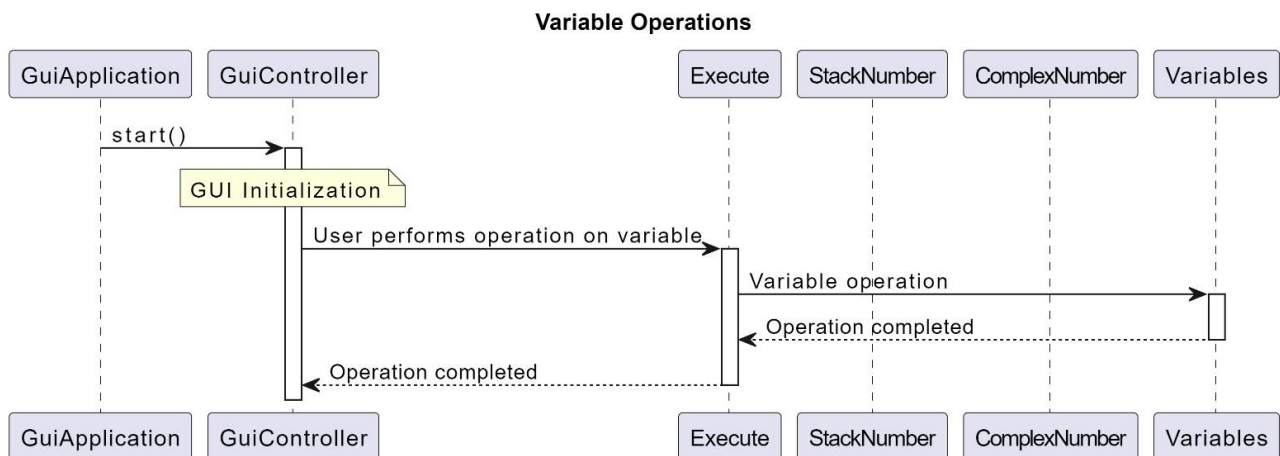 Variable Operations
GuiApplication GuiController Execute StackNumber ComplexNumber Variables
start()
GUI Initialization
User performs operation on variable
Variable operation
Operation completed
Operation completed
GuiApplication GuiController Execute StackNumber ComplexNumber Variables